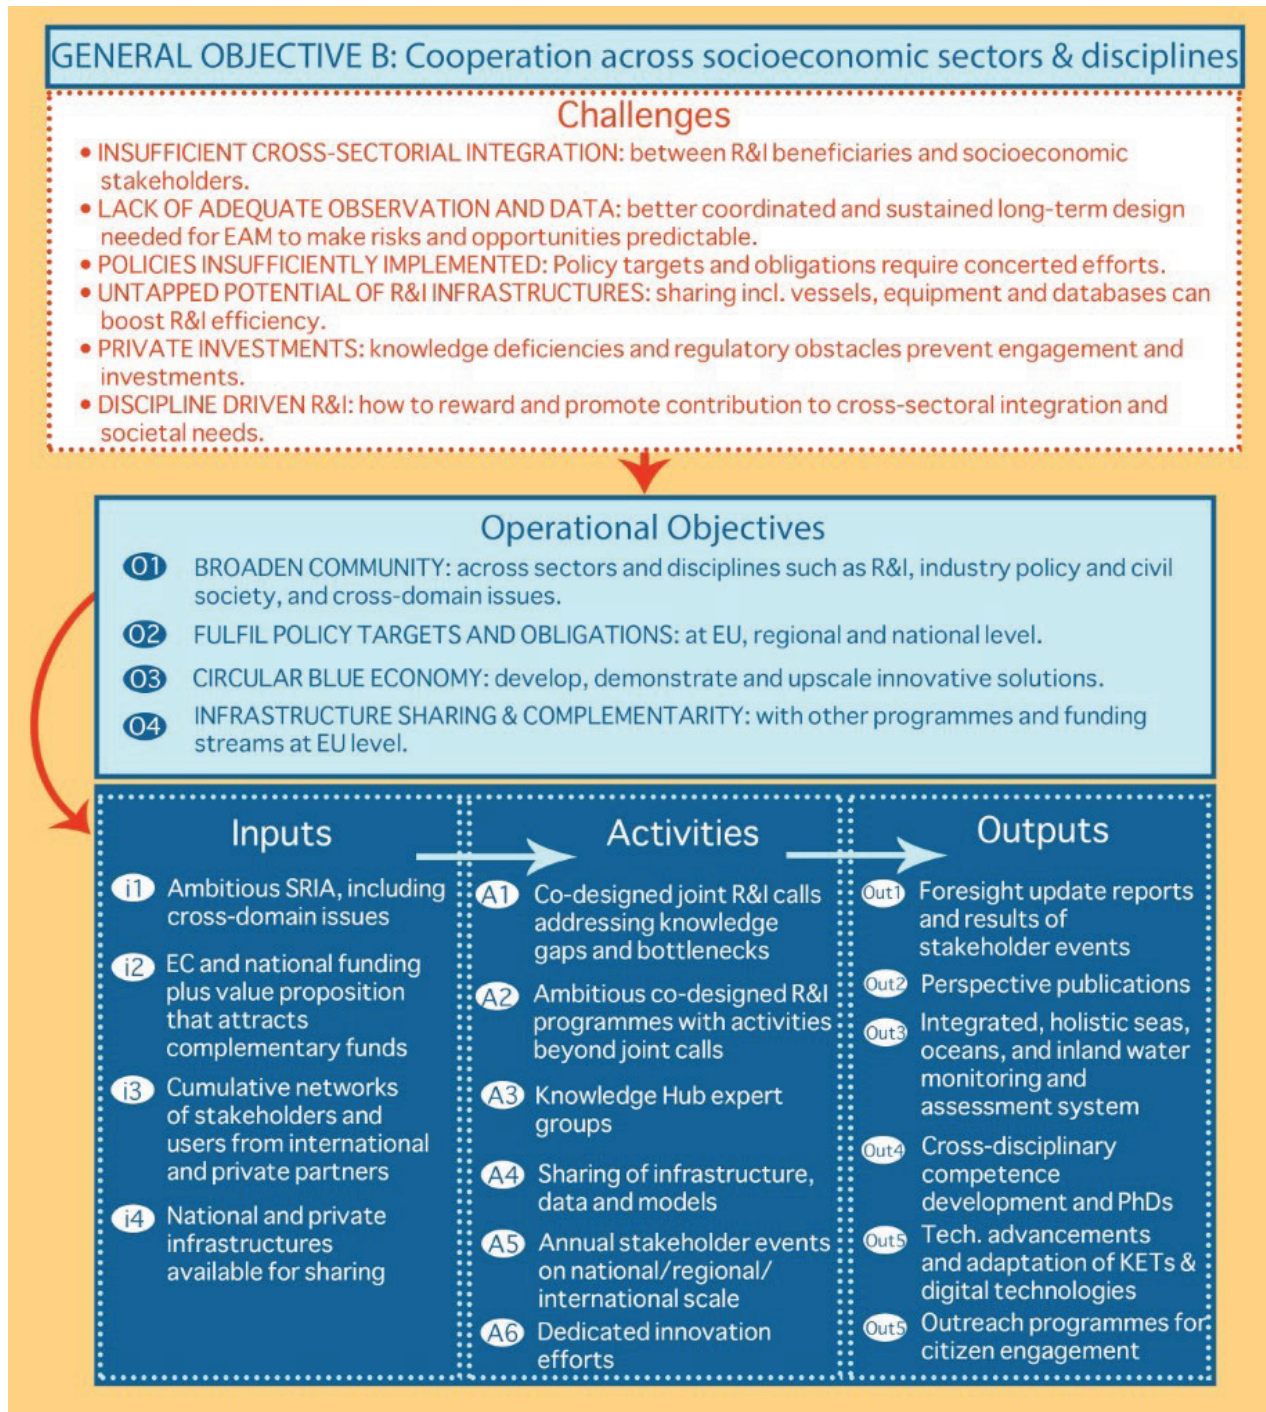 GENERAL OBJECTIVE B: Cooperation across socioeconomic sectors & disciplines
Challenges
• INSUFFICIENT CROSS-SECTORIAL INTEGRATION: between R&I beneficiaries and socioeconomic
stakeholders.
• LACK OF ADEQUATE OBSERVATION AND DATA: better coordinated and sustained long-term design
needed for EAM to make risks and opportunities predictable.
• POLICIES INSUFFICIENTLY IMPLEMENTED: Policy targets and obligations require concerted efforts.
• UNTAPPED POTENTIAL OF R&I INFRASTRUCTURES: sharing incl. vessels, equipment and databases can
boost R&I efficiency.
• PRIVATE INVESTMENTS: knowledge deficiencies and regulatory obstacles prevent engagement and
investments.
• DISCIPLINE DRIVEN R&I: how to reward and promote contribution to cross-sectoral integration and
societal needs.
Operational Objectives
O1 BROADEN COMMUNITY: across sectors and disciplines such as R&I, industry policy and civil
society, and cross-domain issues.
O2 FULFIL POLICY TARGETS AND OBLIGATIONS: at EU, regional and national level.
O3 CIRCULAR BLUE ECONOMY: develop, demonstrate and upscale innovative solutions.
O4 INFRASTRUCTURE SHARING & COMPLEMENTARITY: with other programmes and funding
streams at EU level.
Inputs
i1 Ambitious SRIA, including
cross-domain issues
i2 EC and national funding
plus value proposition
that attracts
complementary funds
i3 Cumulative networks
of stakeholders and
users from international
and private partners
i4 National and private
infrastructures
available for sharing
Activities
A1 Co-designed joint R&I calls
addressing knowledge
gaps and bottlenecks
A2 Ambitious co-designed R&I
programmes with activities
beyond joint calls
A3 Knowledge Hub expert
groups
A4 Sharing of infrastructure,
data and models
A5 Annual stakeholder events
on national/regional/
international scale
A6 Dedicated innovation
efforts
Outputs
Out1 Foresight update reports
and results of
stakeholder events
Out2 Perspective publications
Out3 Integrated, holistic seas,
oceans, and inland water
monitoring and
assessment system
Out4 Cross-disciplinary
competence
development and PhDs
Out5 Tech. advancements
and adaptation of KETs &
digital technologies
Out5 Outreach programmes for
citizen engagement